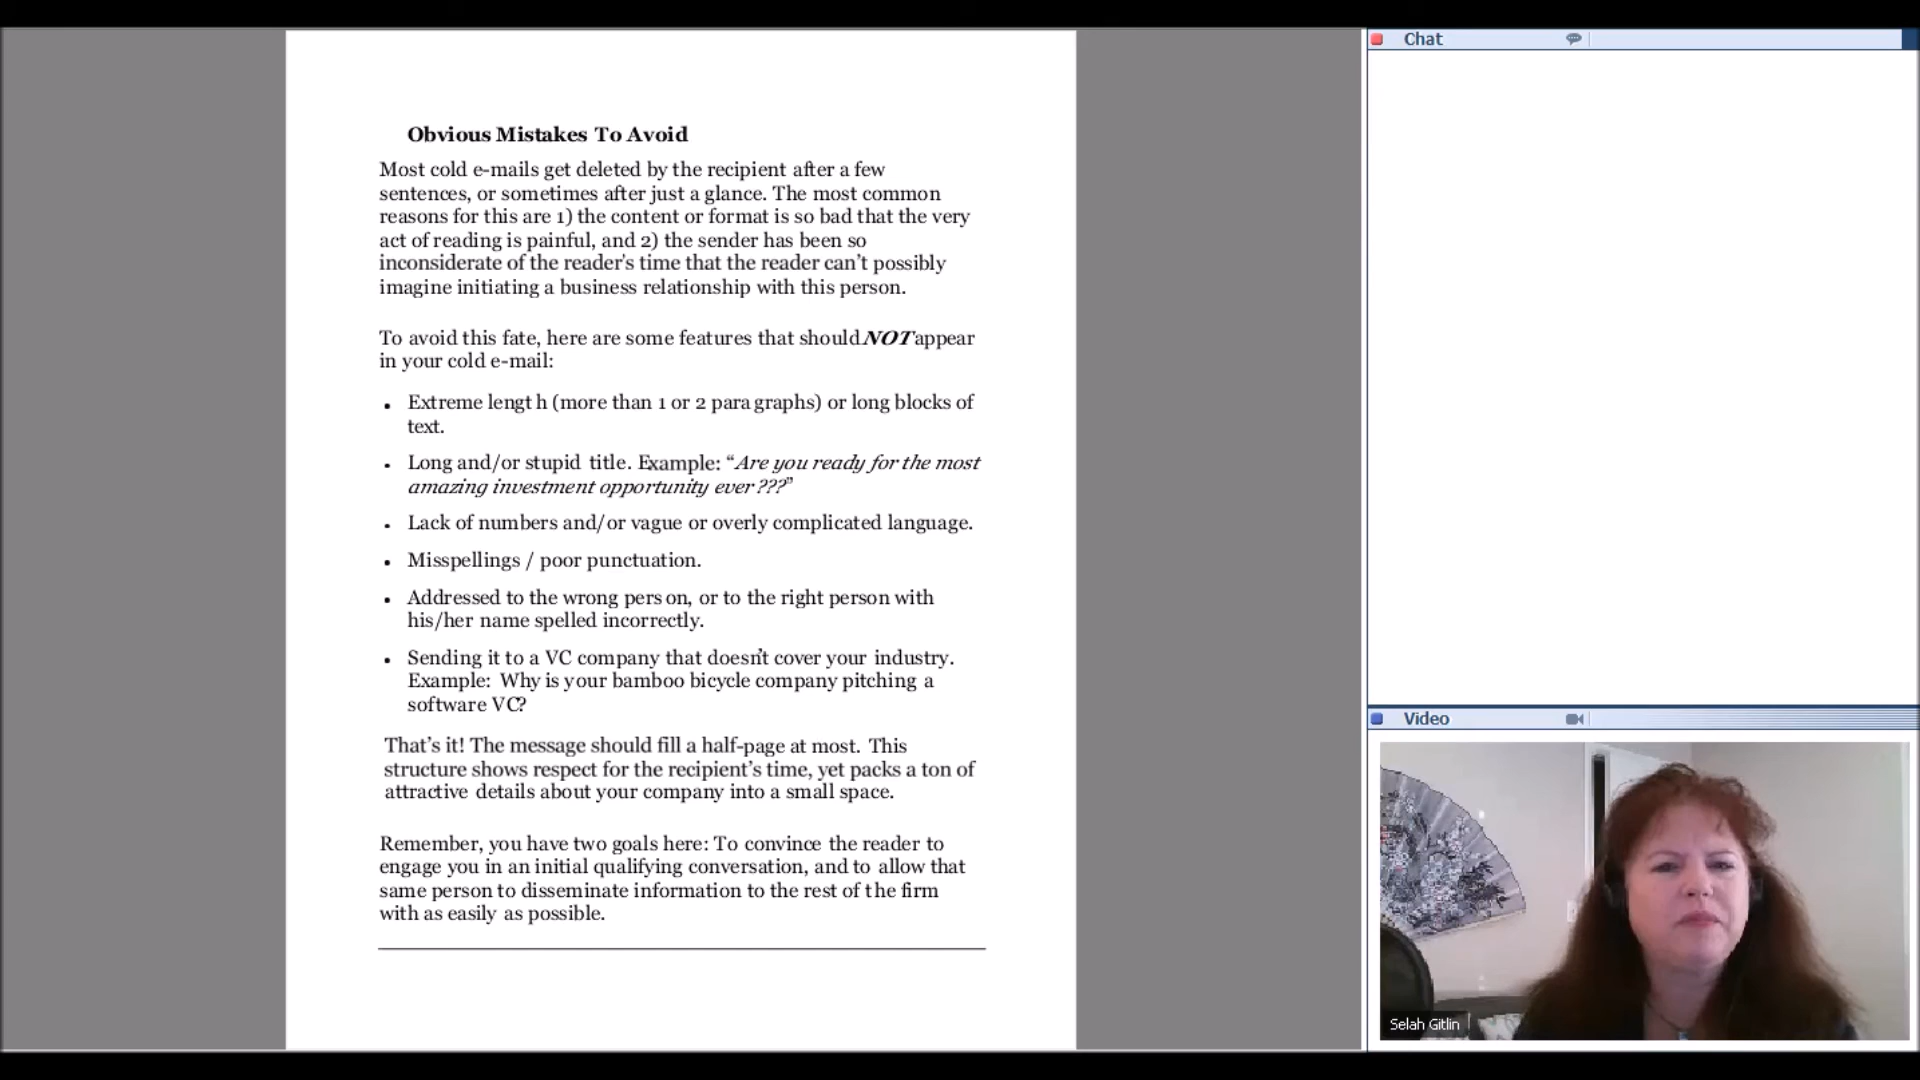 Obvious Mistakes To Avoid
Most cold e-mails get deleted by the recipient after a few
sentences, or sometimes after just a glance. The most common
reasons for this are 1) the content or format is so bad that the very
act of reading is painful, and 2) the sender has been so
inconsiderate of the reader's time that the reader can't possibly
imagine initiating a business relationship with this person.
To avoid this fate, here are some features that should NOT appear
in your cold e-mail:
• Extreme length (more than 1 or 2 paragraphs) or long blocks of
text.
• Long and/or stupid title. Example: “Are you ready for the most
amazing investment opportunity ever???”
• Lack of numbers and/or vague or overly complicated language.
• Misspellings / poor punctuation.
• Addressed to the wrong person, or to the right person with
his/her name spelled incorrectly.
• Sending it to a VC company that doesn't cover your industry.
Example: Why is your bamboo bicycle company pitching a
software VC?
That's it! The message should fill a half-page at most. This
structure shows respect for the recipient's time, yet packs a ton of
attractive details about your company into a small space.
Remember, you have two goals here: To convince the reader to
engage you in an initial qualifying conversation, and to allow that
same person to disseminate information to the rest of the firm
with as easily as possible.
Chat
Video
Selah Gitlin